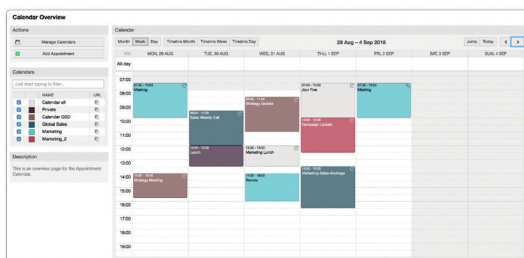 Calendar Overview
Actions
Manage Calendars
Add Appointment
Calendars
Just start typing to filter...
NAME URL
Calendar all
Private
Calendar GSD
Global Sales
Marketing
Marketing_2
Description
This is an overview page for the Appointment
Calendar.
Calendar
Month Week Day Timeline Month Timeline Week Timeline Day
29 Aug – 4 Sep 2016
Jump Today < >
MON, 29 AUG TUE, 30 AUG WED, 31 AUG THU, 1 SEP FRI, 2 SEP SAT, 3 SEP SUN, 4 SEP
All-day
07:00
Meeting
Jour Fixe
Meeting
08:00
Strategy Update
09:00
Sales Weekly Call
10:00
Campaign Update
11:00
12:00
Lunch
Marketing Lunch
13:00
Marketing-Sales-Exchange
14:00
Strategy Meeting
Review
15:00
16:00
17:00
18:00
19:00